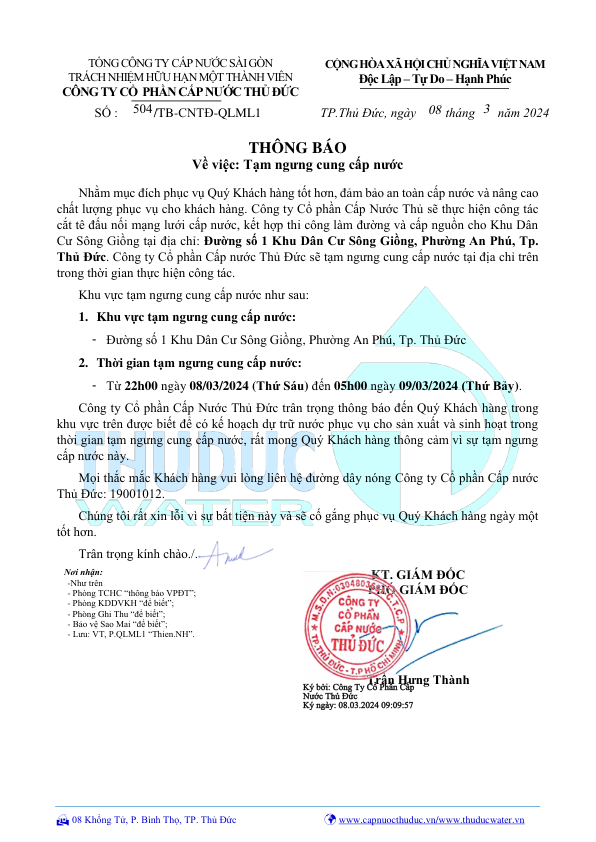 TỔNG CÔNG TY CẤP NƯỚC SÀI GÒN
TRÁCH NHIỆM HỮU HẠN MỘT THÀNH VIÊN
CÔNG TY CỔ PHẦN CẤP NƯỚC THỦ ĐỨC
SỐ : 504/TB-CNTĐ-QLML1
CỘNG HÒA XÃ HỘI CHỦ NGHĨA VIỆT NAM
Độc Lập – Tự Do – Hạnh Phúc
TP.Thủ Đức, ngày 08 tháng 3 năm 2024
THÔNG BÁO
Về việc: Tạm ngưng cung cấp nước
Nhằm mục đích phục vụ Quý Khách hàng tốt hơn, đảm bảo an toàn cấp nước và nâng cao
chất lượng phục vụ cho khách hàng. Công ty Cổ phần Cấp Nước Thủ sẽ thực hiện công tác
cắt tê đấu nối mạng lưới cấp nước, kết hợp thi công làm đường và cấp nguồn cho Khu Dân
Cư Sông Giồng tại địa chỉ: Đường số 1 Khu Dân Cư Sông Giồng, Phường An Phú, Tp.
Thủ Đức. Công ty Cổ phần Cấp nước Thủ Đức sẽ tạm ngưng cung cấp nước tại địa chỉ trên
trong thời gian thực hiện công tác.
Khu vực tạm ngưng cung cấp nước như sau:
1. Khu vực tạm ngưng cung cấp nước:
- Đường số 1 Khu Dân Cư Sông Giồng, Phường An Phú, Tp. Thủ Đức
2. Thời gian tạm ngưng cung cấp nước:
- Từ 22h00 ngày 08/03/2024 (Thứ Sáu) đến 05h00 ngày 09/03/2024 (Thứ Bảy).
Công ty Cổ phần Cấp Nước Thủ Đức trân trọng thông báo đến Quý Khách hàng trong
khu vực trên được biết để có kế hoạch dự trữ nước phục vụ cho sản xuất và sinh hoạt trong
thời gian tạm ngưng cung cấp nước, rất mong Quý Khách hàng thông cảm vì sự tạm ngưng
cấp nước này.
Mọi thắc mắc Khách hàng vui lòng liên hệ đường dây nóng Công ty Cổ phần Cấp nước
Thủ Đức: 19001012.
Chúng tôi rất xin lỗi vì sự bất tiện này và sẽ cố gắng phục vụ Quý Khách hàng ngày một
tốt hơn.
Trân trọng kính chào./.
THUDUC
WATER
Nơi nhận:
-Như trên
- Phòng TCHC “thông báo VPĐT”;
- Phòng KDDVKH “để biết”;
- Phòng Ghi Thu “để biết”;
- Bảo vệ Sao Mai “để biết”;
- Lưu: VT, P.QLML1 “Thien.NH”.
KT. GIÁM ĐỐC
PHÓ GIÁM ĐỐC
CÔNG TY
CỔ PHẦN
CẤP NƯỚC
THỦ ĐỨC
TP.THỦ ĐỨC - T.P HỒ CHÍ MINH
Trần Hưng Thành
Ký bởi: Công Ty Cổ Phần Cấp
Nước Thủ Đức
Ký ngày: 08.03.2024 09:09:57
08 Khổng Tử, P. Bình Thọ, TP. Thủ Đức
www.capnuocthuduc.vn/www.thuducwater.vn